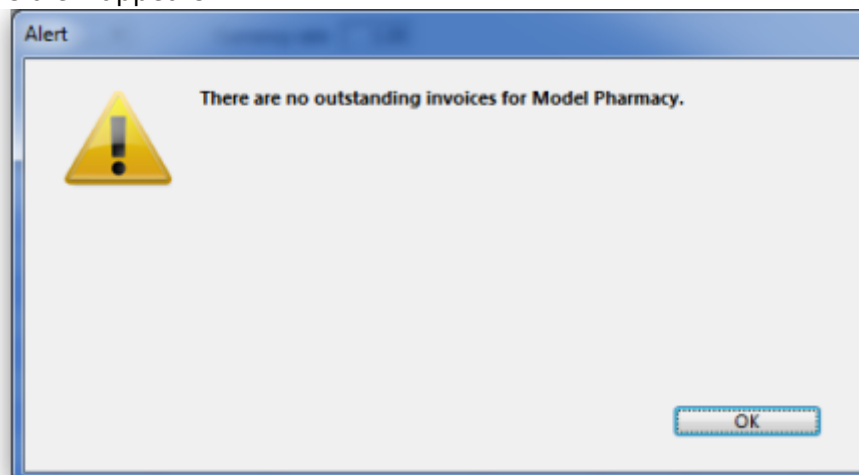 Alert
There are no outstanding invoices for Model Pharmacy.
OK